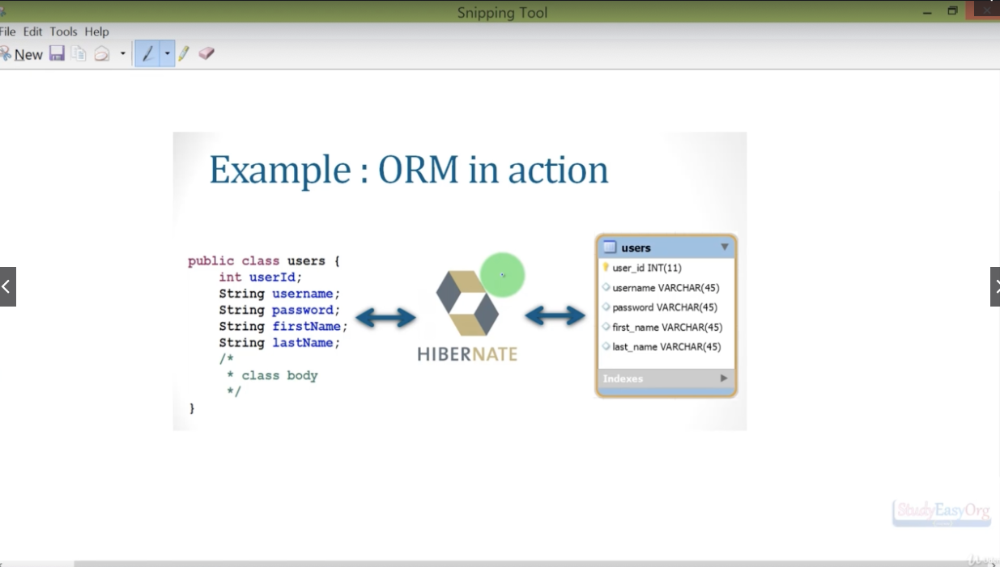 Snipping Tool
File Edit Tools Help
New
Example : ORM in action
public class users {
int userId;
String username;
String password;
String firstName;
String lastName;
/*
* class body
*/
}
HIBERNATE
users
user_id INT(11)
username VARCHAR(45)
password VARCHAR(45)
first_name VARCHAR(45)
last_name VARCHAR(45)
Indexes
StudyEasyOrg